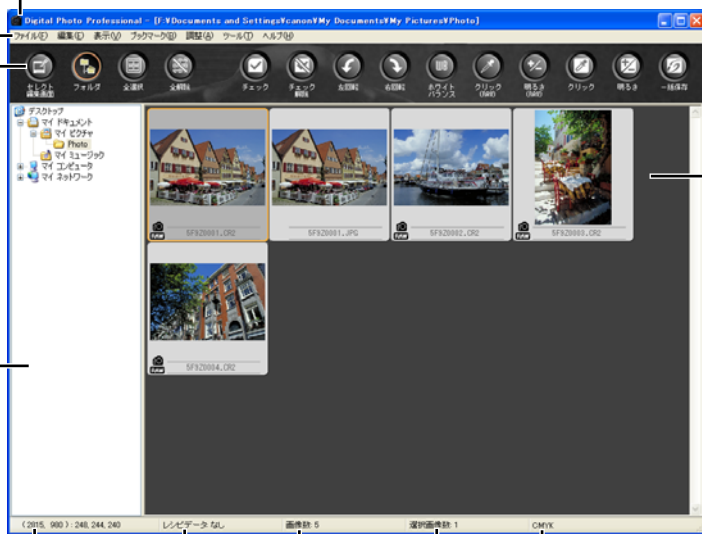 Digital Photo Professional - [F:¥Documents and Settings¥canon¥My Documents¥My Pictures¥Photo]
ファイル(F) 編集(E) 表示(V) ブックマーク(B) 調整(A) ツール(T) ヘルプ(H)
セレクト編集画面 フォルダ 全選択 全解除 チェック チェック解除 左回転 右回転 ホワイトバランス クリック 明るさ クリック 明るさ 一括保存
デスクトップ
マイ ドキュメント
マイ ピクチャ
Photo
マイ ミュージック
マイ コンピュータ
マイ ネットワーク
5F9Z0001.CR2 5F9Z0001.JPG 5F9Z0002.CR2 5F9Z0003.CR2
RAW RAW RAW
5F9Z0004.CR2
RAW
(2815, 980) : 248, 244, 240 レシピデータ: なし 画像数: 5 選択画像数: 1 CMYK